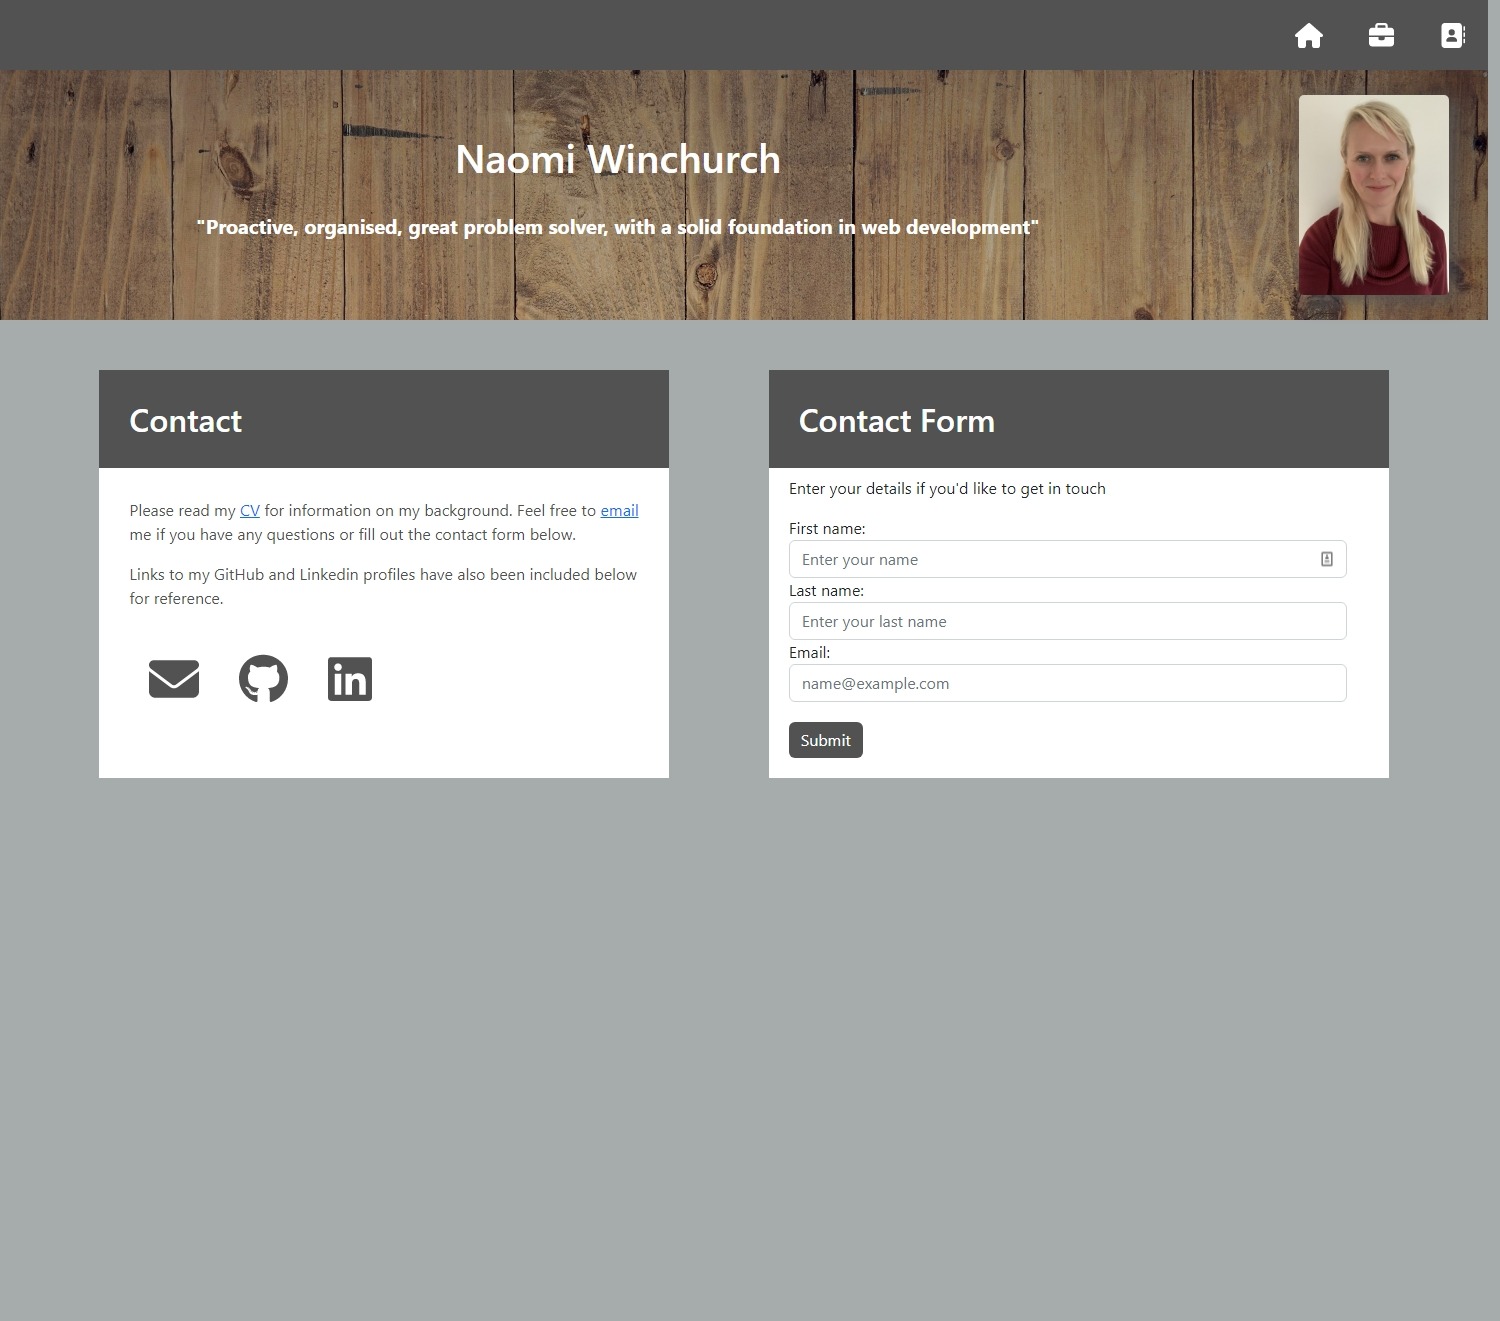 Naomi Winchurch
"Proactive, organised, great problem solver, with a solid foundation in web development"
Contact
Please read my CV for information on my background. Feel free to email
me if you have any questions or fill out the contact form below.
Links to my GitHub and Linkedin profiles have also been included below
for reference.
in
Contact Form
Enter your details if you'd like to get in touch
First name:
Enter your name
Last name:
Enter your last name
Email:
name@example.com
Submit